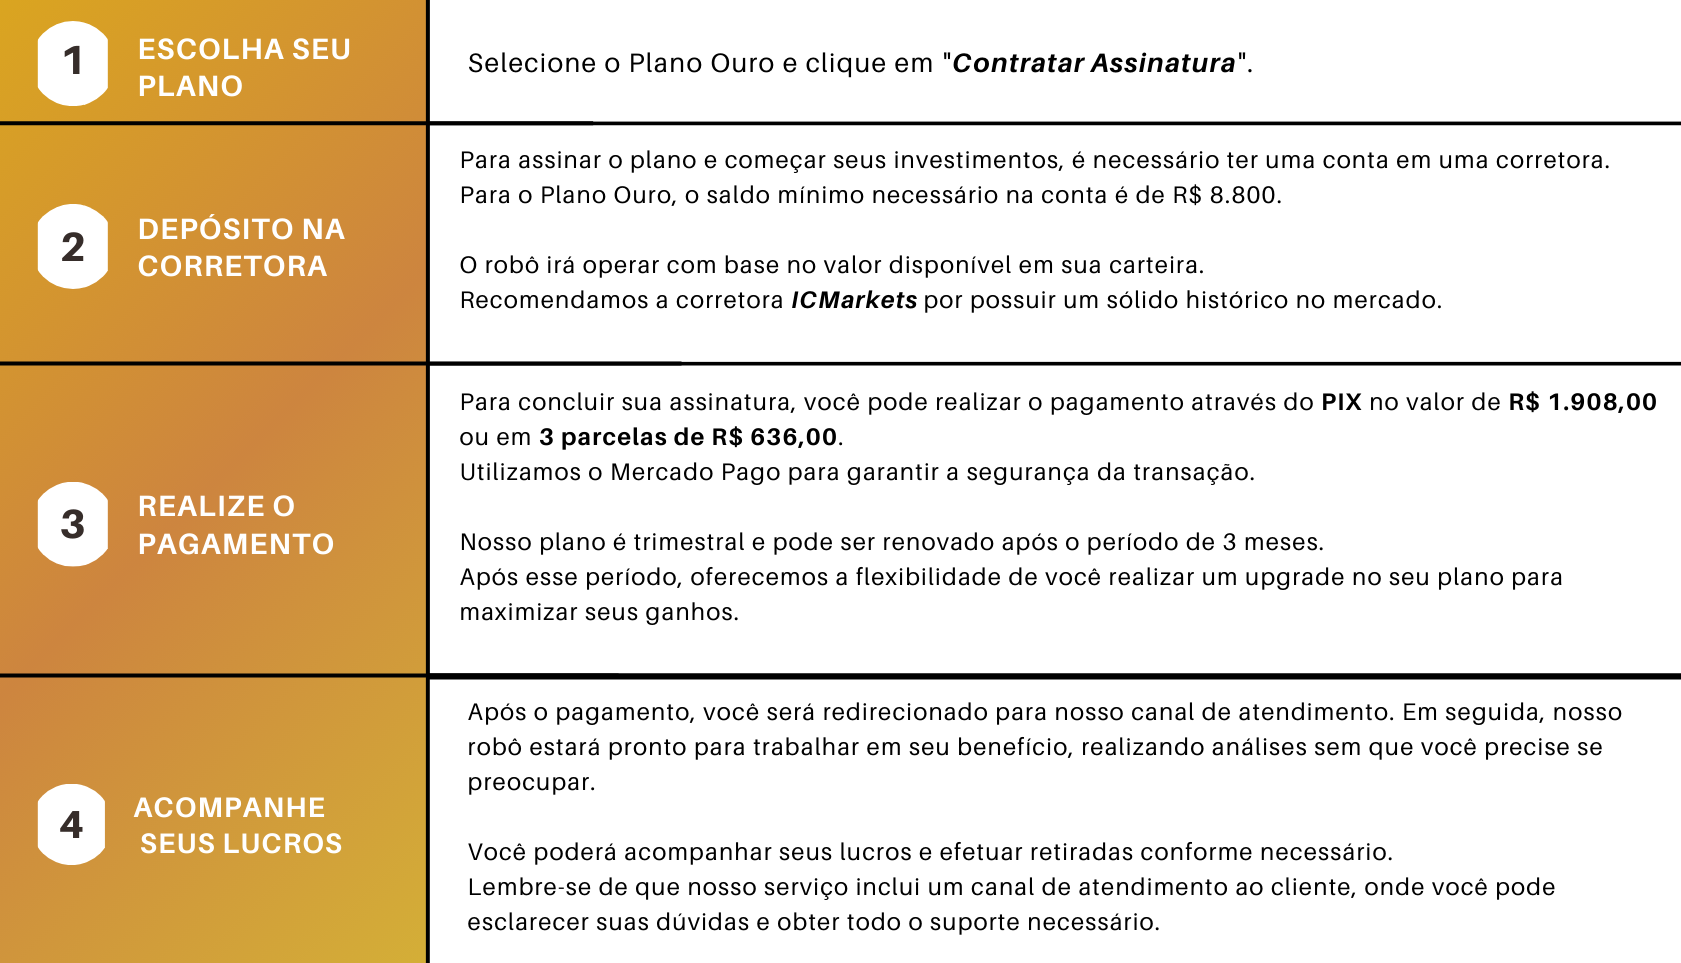 1
ESCOLHA SEU
PLANO
Selecione o Plano Ouro e clique em "Contratar Assinatura".
2
DEPÓSITO NA
CORRETORA
Para assinar o plano e começar seus investimentos, é necessário ter uma conta em uma corretora.
Para o Plano Ouro, o saldo mínimo necessário na conta é de R$ 8.800.
O robô irá operar com base no valor disponível em sua carteira.
Recomendamos a corretora ICMarkets por possuir um sólido histórico no mercado.
3
REALIZE O
PAGAMENTO
Para concluir sua assinatura, você pode realizar o pagamento através do PIX no valor de R$ 1.908,00
ou em 3 parcelas de R$ 636,00.
Utilizamos o Mercado Pago para garantir a segurança da transação.
Nosso plano é trimestral e pode ser renovado após o período de 3 meses.
Após esse período, oferecemos a flexibilidade de você realizar um upgrade no seu plano para
maximizar seus ganhos.
4
ACOMPANHE
SEUS LUCROS
Após o pagamento, você será redirecionado para nosso canal de atendimento. Em seguida, nosso
robô estará pronto para trabalhar em seu benefício, realizando análises sem que você precise se
preocupar.
Você poderá acompanhar seus lucros e efetuar retiradas conforme necessário.
Lembre-se de que nosso serviço inclui um canal de atendimento ao cliente, onde você pode
esclarecer suas dúvidas e obter todo o suporte necessário.